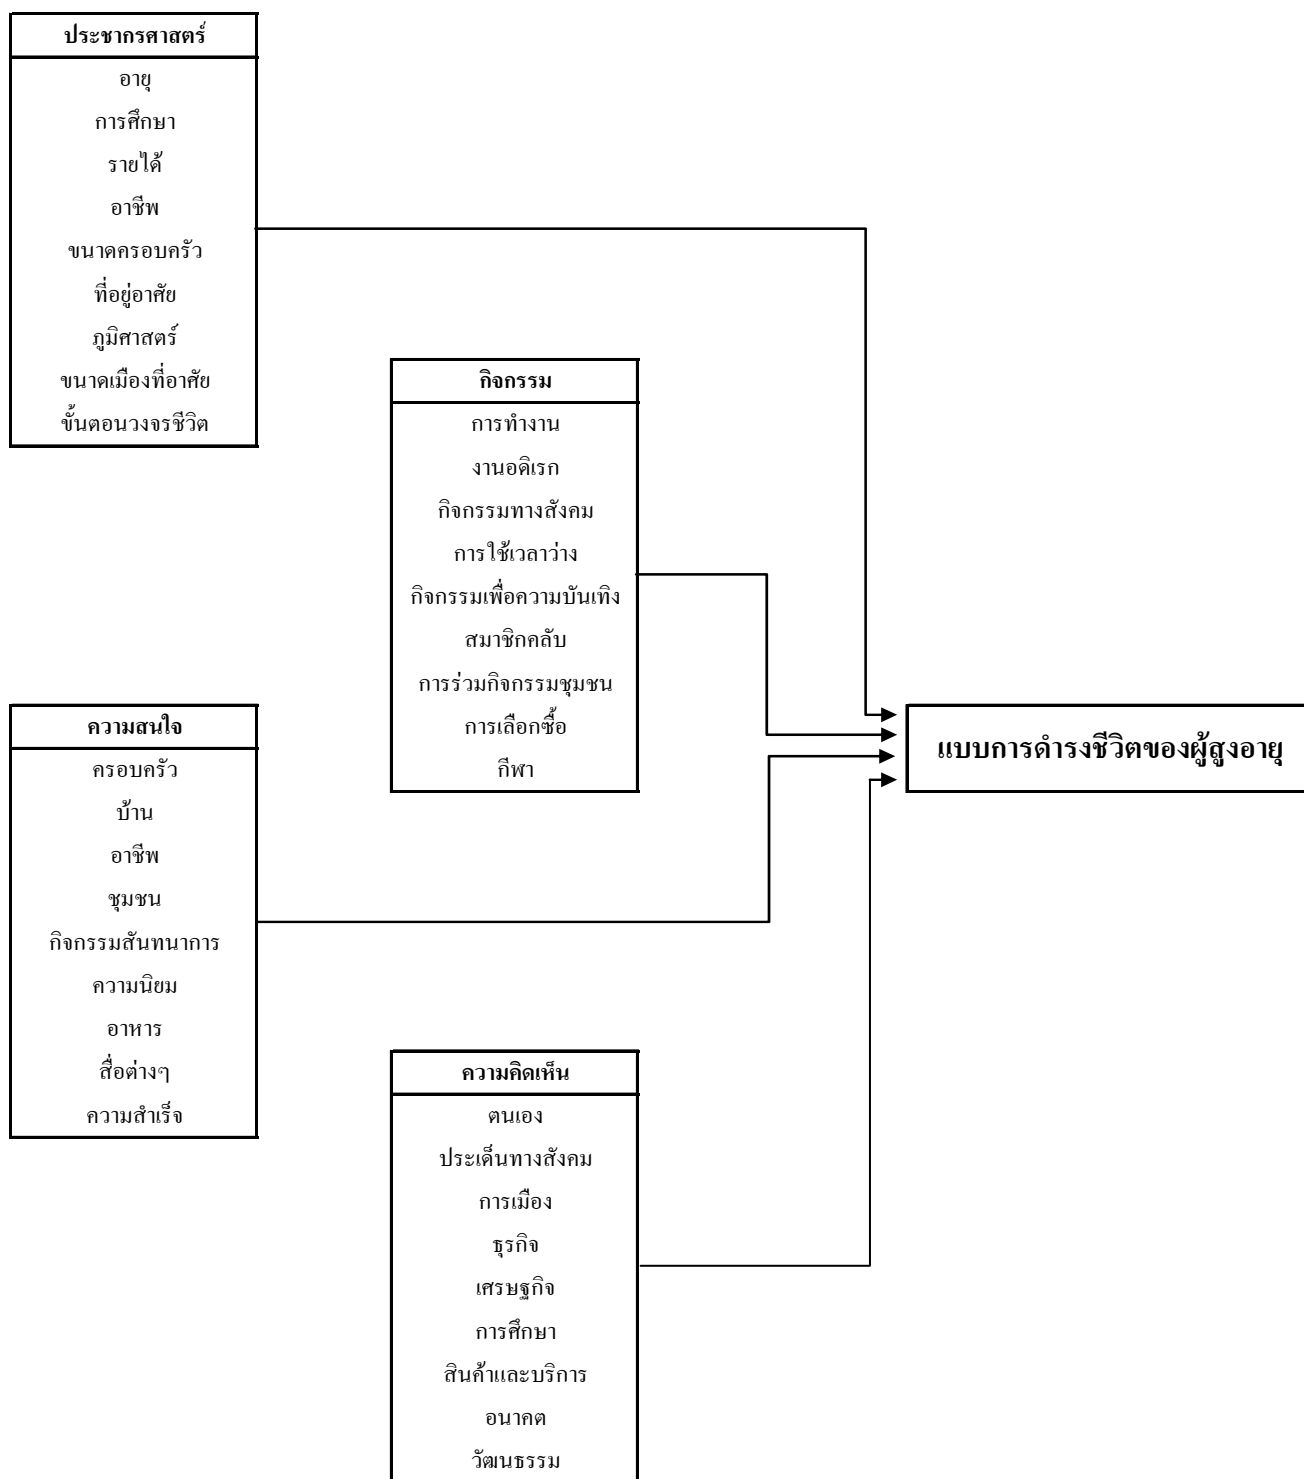 ประชากรศาสตร์
อายุ
การศึกษา
รายได้
อาชีพ
ขนาดครอบครัว
ที่อยู่อาศัย
ภูมิศาสตร์
ขนาดเมืองที่อาศัย
ขั้นตอนวงจรชีวิต
กิจกรรม
การทำงาน
งานอดิเรก
กิจกรรมทางสังคม
การใช้เวลาว่าง
กิจกรรมเพื่อความบันเทิง
สมาชิกคลับ
การร่วมกิจกรรมชุมชน
การเลือกซื้อ
กีฬา
ความสนใจ
ครอบครัว
บ้าน
อาชีพ
ชุมชน
กิจกรรมสันทนาการ
ความนิยม
อาหาร
สื่อต่างๆ
ความสำเร็จ
ความคิดเห็น
ตนเอง
ประเด็นทางสังคม
การเมือง
ธุรกิจ
เศรษฐกิจ
การศึกษา
สินค้าและบริการ
อนาคต
วัฒนธรรม
แบบการดำรงชีวิตของผู้สูงอายุ